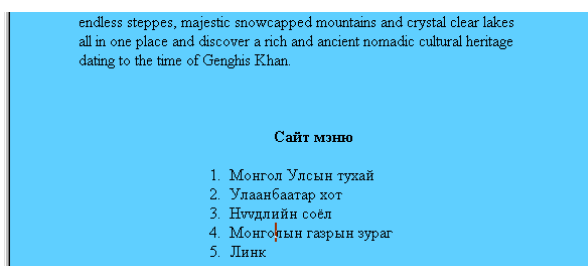 endless steppes, majestic snowcapped mountains and crystal clear lakes
all in one place and discover a rich and ancient nomadic cultural heritage
dating to the time of Genghis Khan.
Сайт мэню
1. Монгол Улсын тухай
2. Улаанбаатар хот
3. Нvvдлийн соёл
4. Монголын газрын зураг
5. Линк